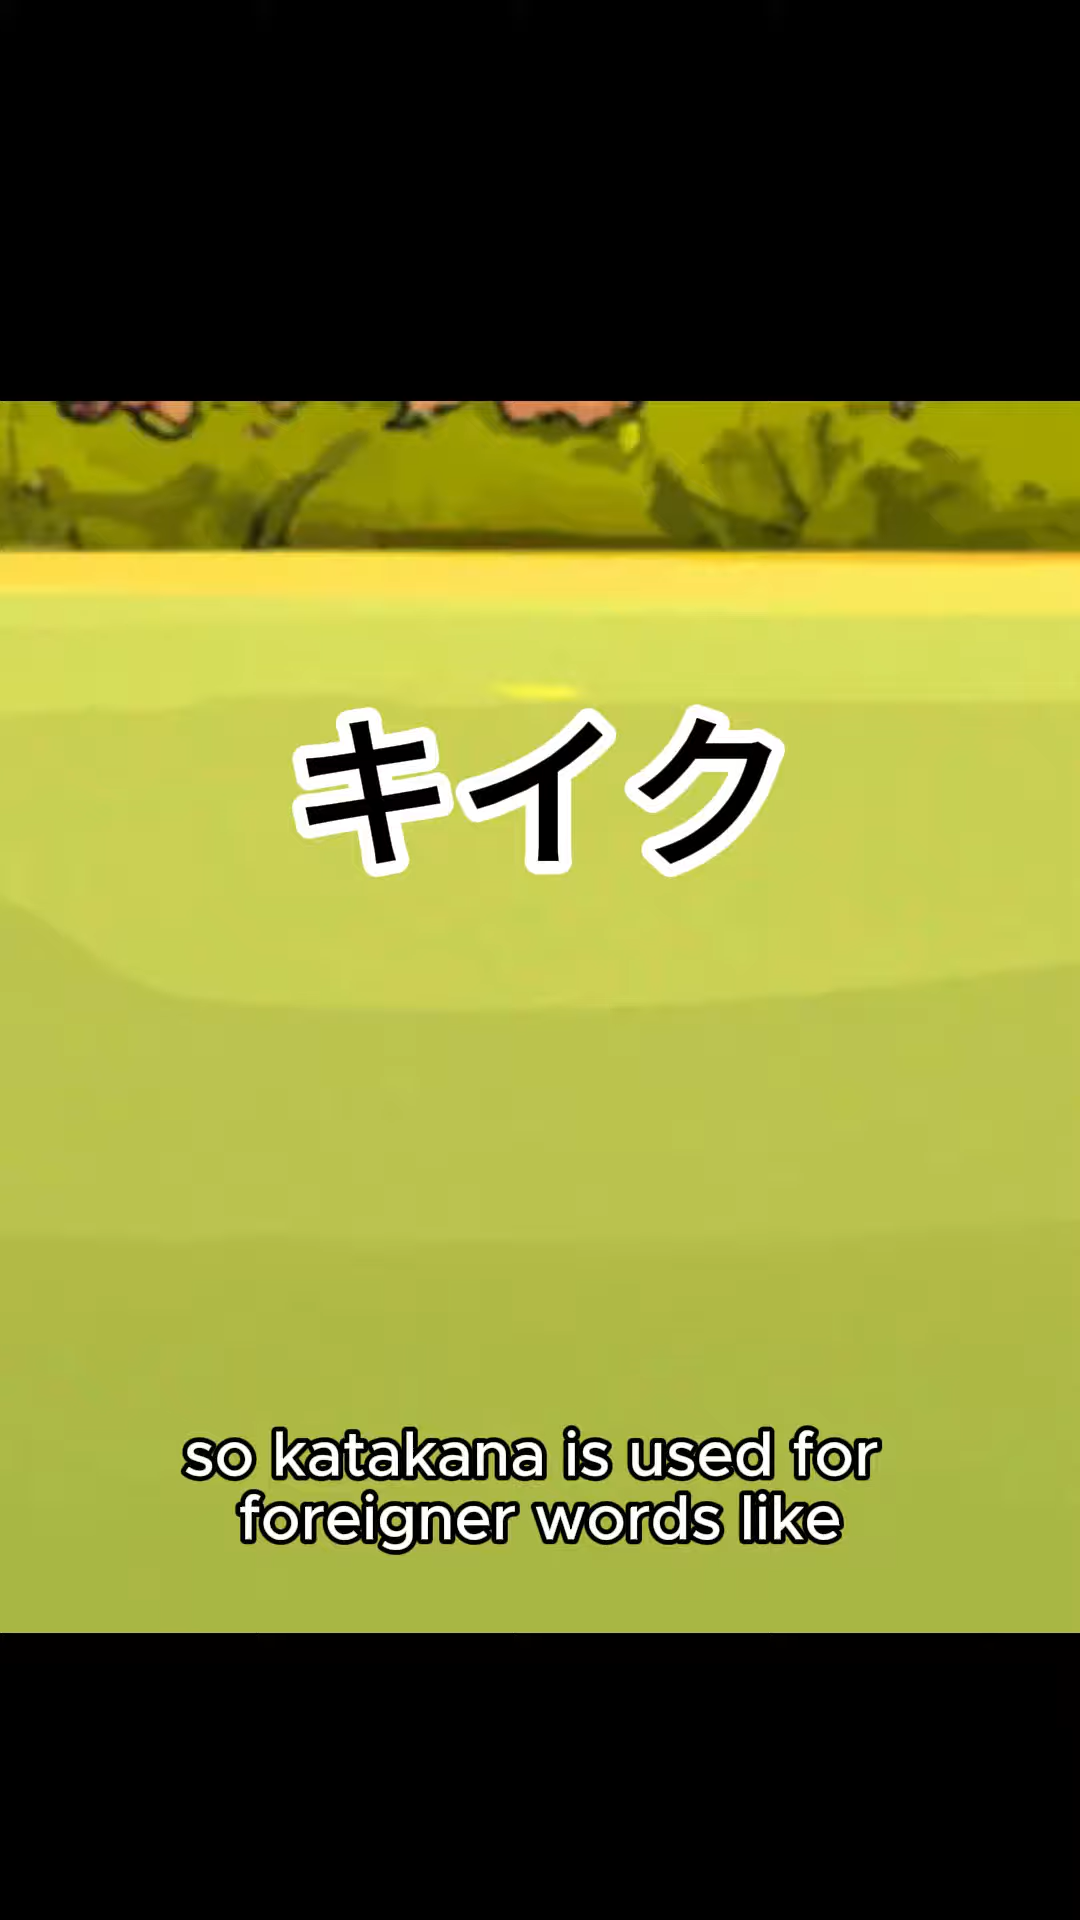 キイク
so katakana is used for
foreigner words like